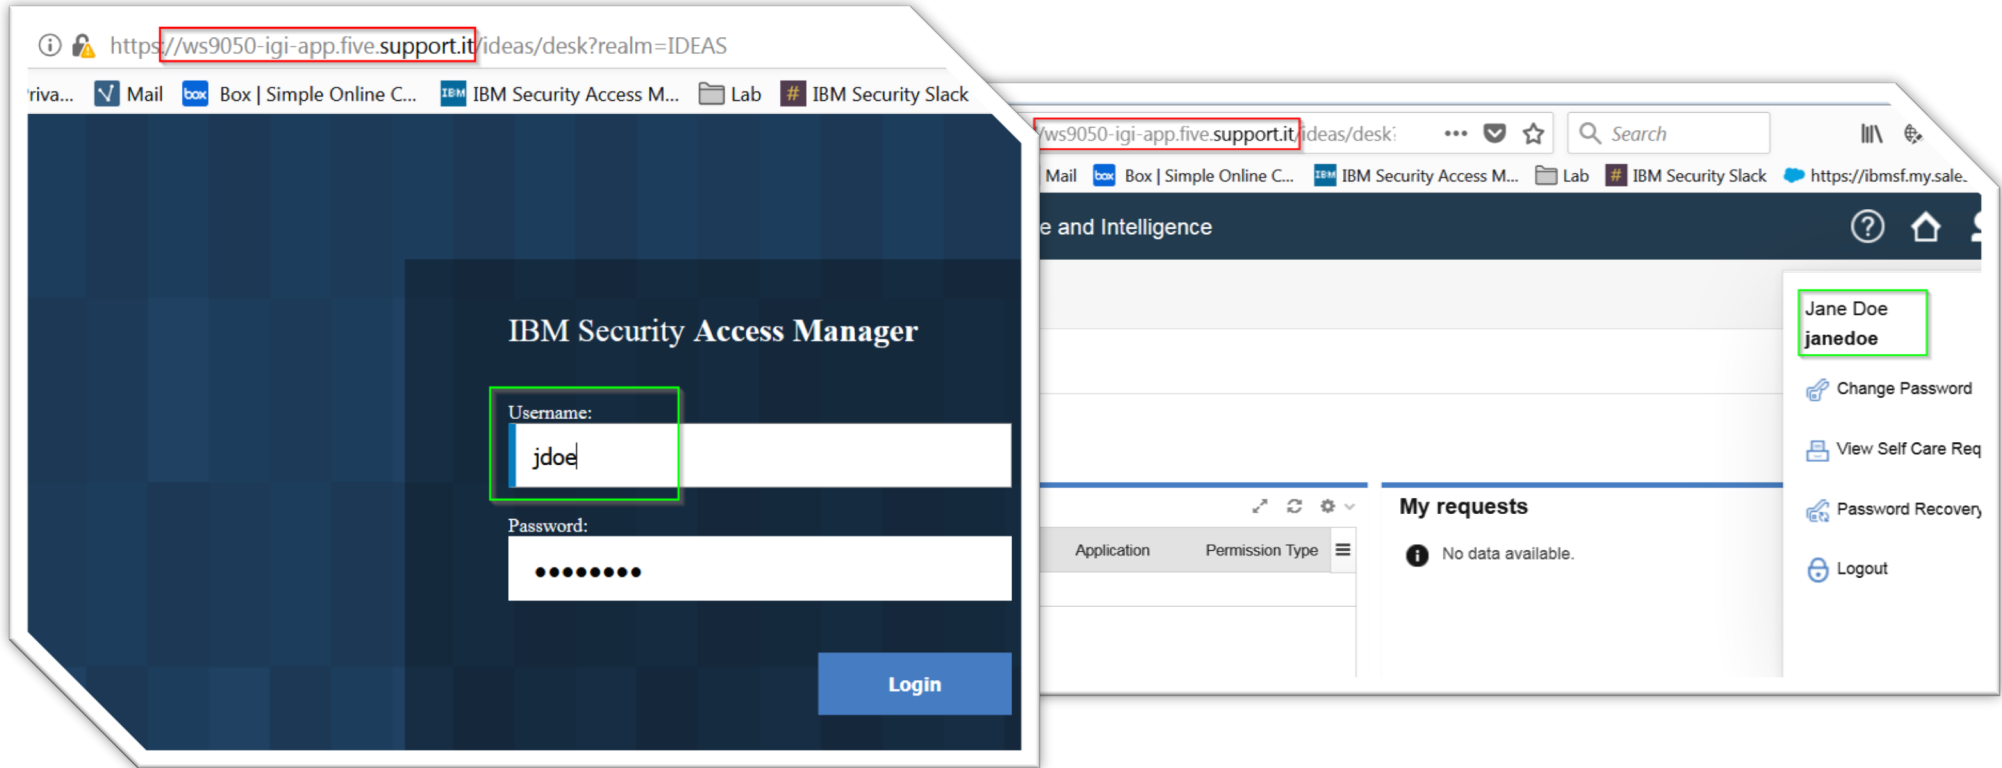 https://ws9050-igi-app.five.support.it/ideas/desk?realm=IDEAS
riva... Mail box Box | Simple Online C... IBM IBM Security Access M... Lab # IBM Security Slack
IBM Security Access Manager
Username:
jdoe
Password:
Login
/ws9050-igi-app.five.support.it/ideas/desk? Search
Mail box Box | Simple Online C... IBM IBM Security Access M... Lab # IBM Security Slack https://ibmsf.my.sale
e and Intelligence
Jane Doe
janedoe
Change Password
View Self Care Req
Password Recovery
Logout
Application Permission Type
My requests
No data available.